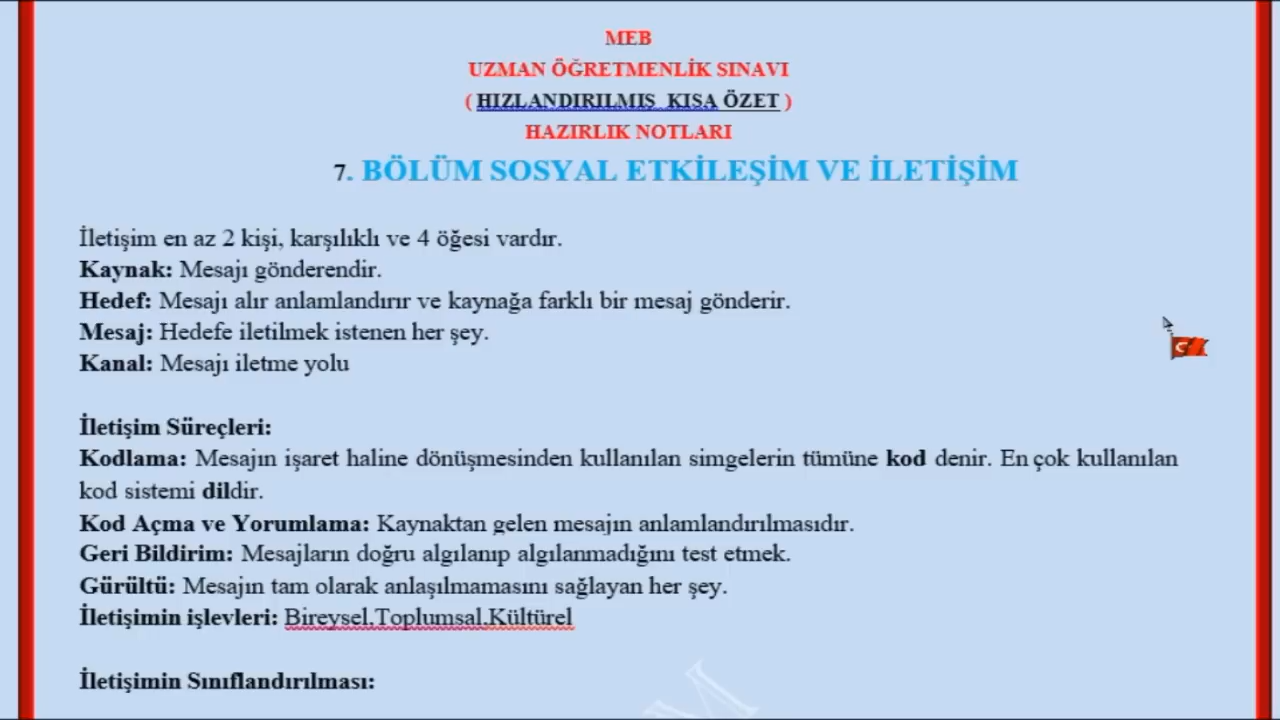 MEB
UZMAN ÖĞRETMENLİK SINAVI
( HIZLANDIRILMIŞ KISA ÖZET )
HAZIRLIK NOTLARI
7. BÖLÜM SOSYAL ETKİLEŞİM VE İLETİŞİM
İletişim en az 2 kişi, karşılıklı ve 4 öğesi vardır.
Kaynak: Mesajı gönderendir.
Hedef: Mesajı alır anlamlandırır ve kaynağa farklı bir mesaj gönderir.
Mesaj: Hedefe iletilmek istenen her şey.
Kanal: Mesajı iletme yolu
İletişim Süreçleri:
Kodlama: Mesajın işaret haline dönüşmesinden kullanılan simgelerin tümüne kod denir. En çok kullanılan
kod sistemi dildir.
Kod Açma ve Yorumlama: Kaynaktan gelen mesajın anlamlandırılmasıdır.
Geri Bildirim: Mesajların doğru algılanıp algılanmadığını test etmek.
Gürültü: Mesajın tam olarak anlaşılmamasını sağlayan her şey.
İletişimin işlevleri: Bireysel,Toplumsal,Kültürel
İletişimin Sınıflandırılması: